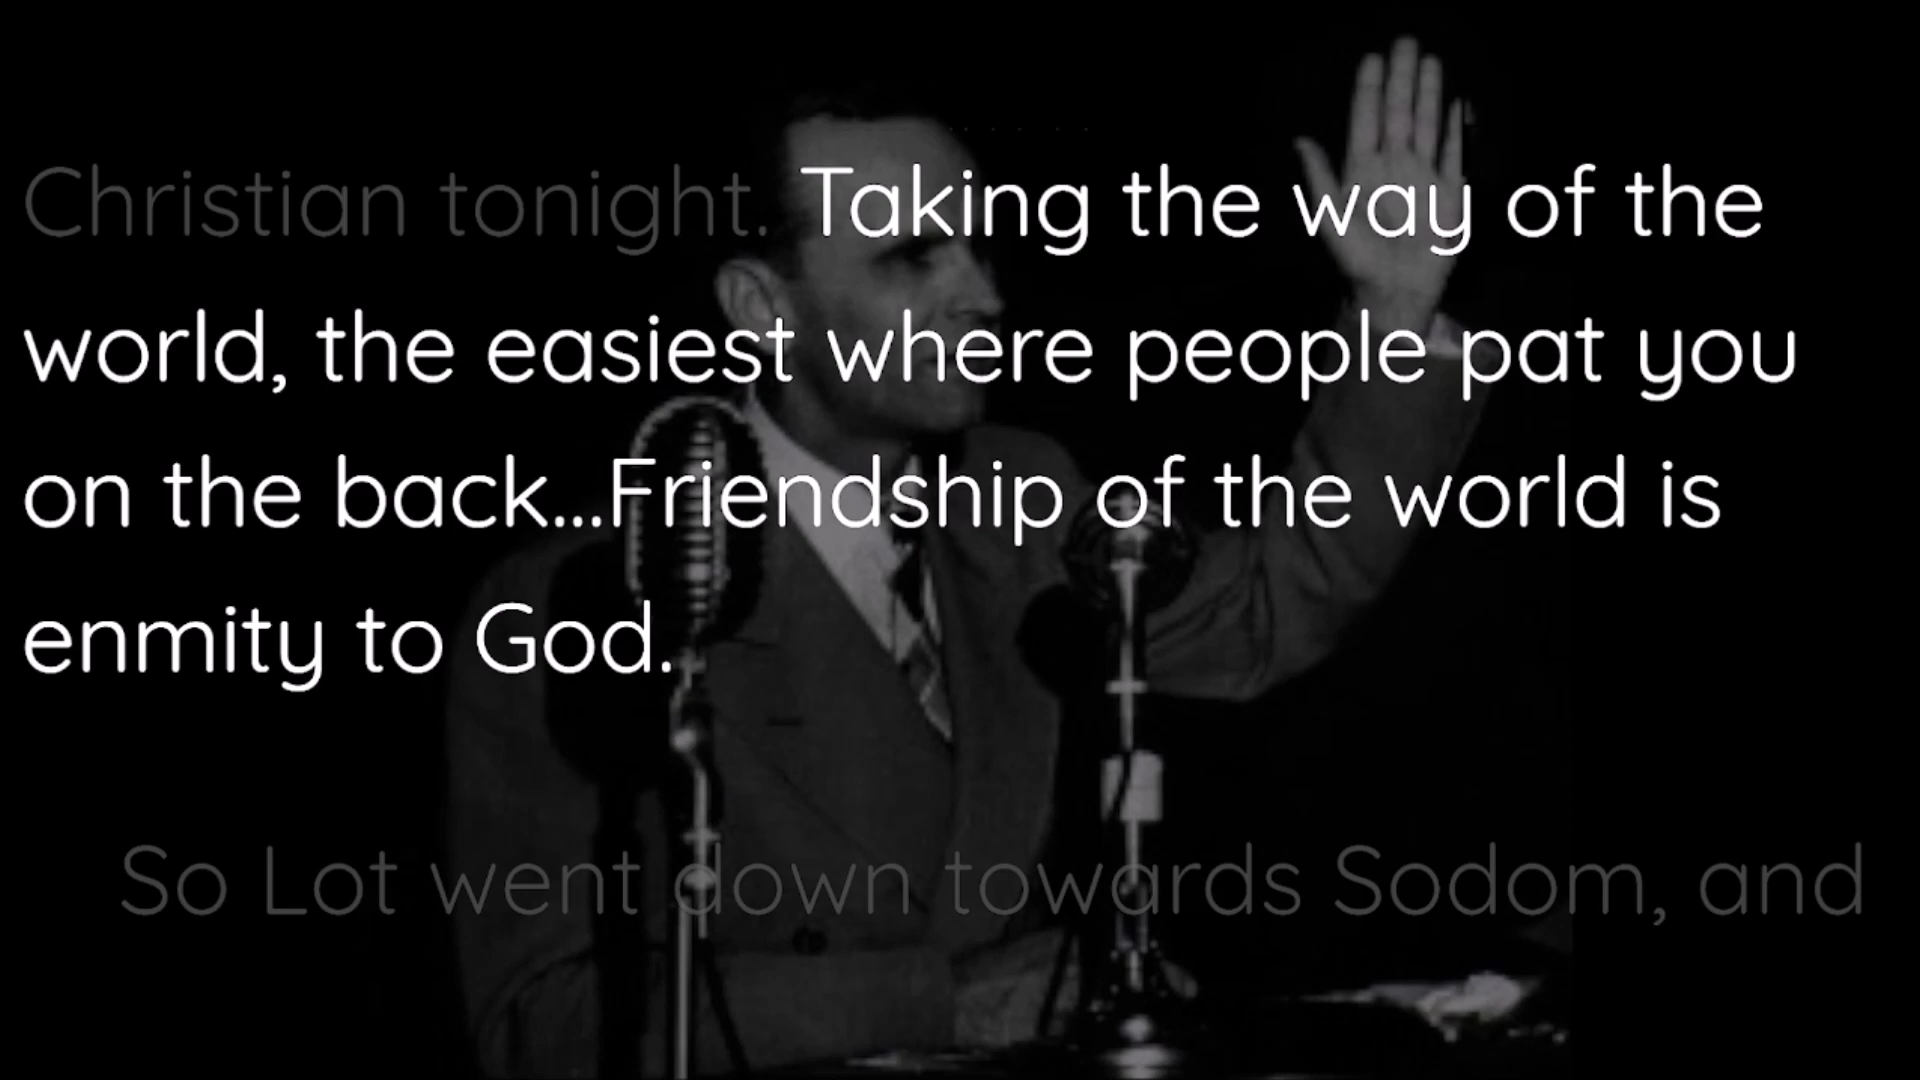 Christian tonight. Taking the way of the
world, the easiest where people pat you
on the back...Friendship of the world is
enmity to God.
So Lot went down towards Sodom, and